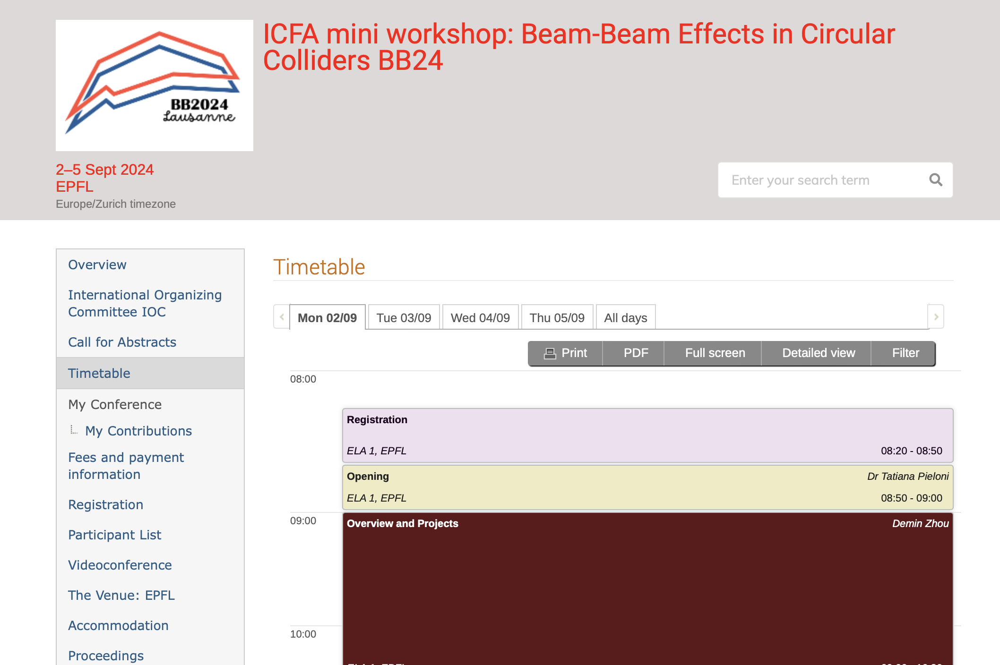 BB2024
Lausanne
ICFA mini workshop: Beam-Beam Effects in Circular
Colliders BB24
2–5 Sept 2024
EPFL
Europe/Zurich timezone
Enter your search term
Overview
International Organizing
Committee IOC
Call for Abstracts
Timetable
My Conference
My Contributions
Fees and payment
information
Registration
Participant List
Videoconference
The Venue: EPFL
Accommodation
Proceedings
Timetable
Mon 02/09 Tue 03/09 Wed 04/09 Thu 05/09 All days
Print PDF Full screen Detailed view Filter
08:00
Registration
ELA 1, EPFL 08:20 - 08:50
Opening Dr Tatiana Pieloni
ELA 1, EPFL 08:50 - 09:00
09:00
Overview and Projects Demin Zhou
10:00